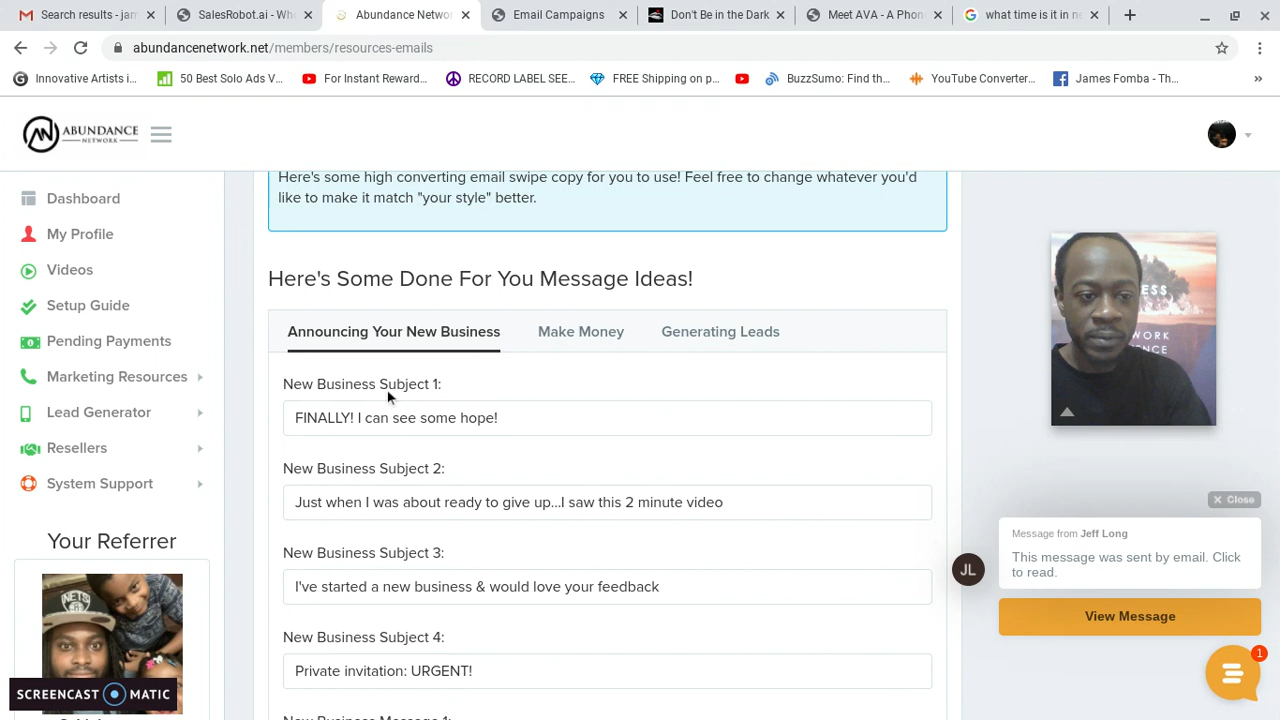 Search results - jam
SalesRobot.ai - Whe
Abundance Netwo
Email Campaigns
Don't Be in the Dark
Meet AVA - A Phon
what time is it in ne
abundancenetwork.net/members/resources-emails
Innovative Artists i...
50 Best Solo Ads V...
For Instant Reward...
RECORD LABEL SEE...
FREE Shipping on p...
BuzzSumo: Find th...
YouTube Converter...
James Fomba - Th...
ABUNDANCE
NETWORK
Dashboard
My Profile
Videos
Setup Guide
Pending Payments
Marketing Resources
Lead Generator
Resellers
System Support
Your Referrer
NETS
SCREENCAST MATIC
Here's some high converting email swipe copy for you to use! Feel free to change whatever you'd
like to make it match "your style" better.
Here's Some Done For You Message Ideas!
Announcing Your New Business
Make Money
Generating Leads
New Business Subject 1:
FINALLY! I can see some hope!
New Business Subject 2:
Just when I was about ready to give up...I saw this 2 minute video
New Business Subject 3:
I've started a new business & would love your feedback
New Business Subject 4:
Private invitation: URGENT!
New Business Message 1:
Close
Message from Jeff Long
This message was sent by email. Click
to read.
JL
View Message
1